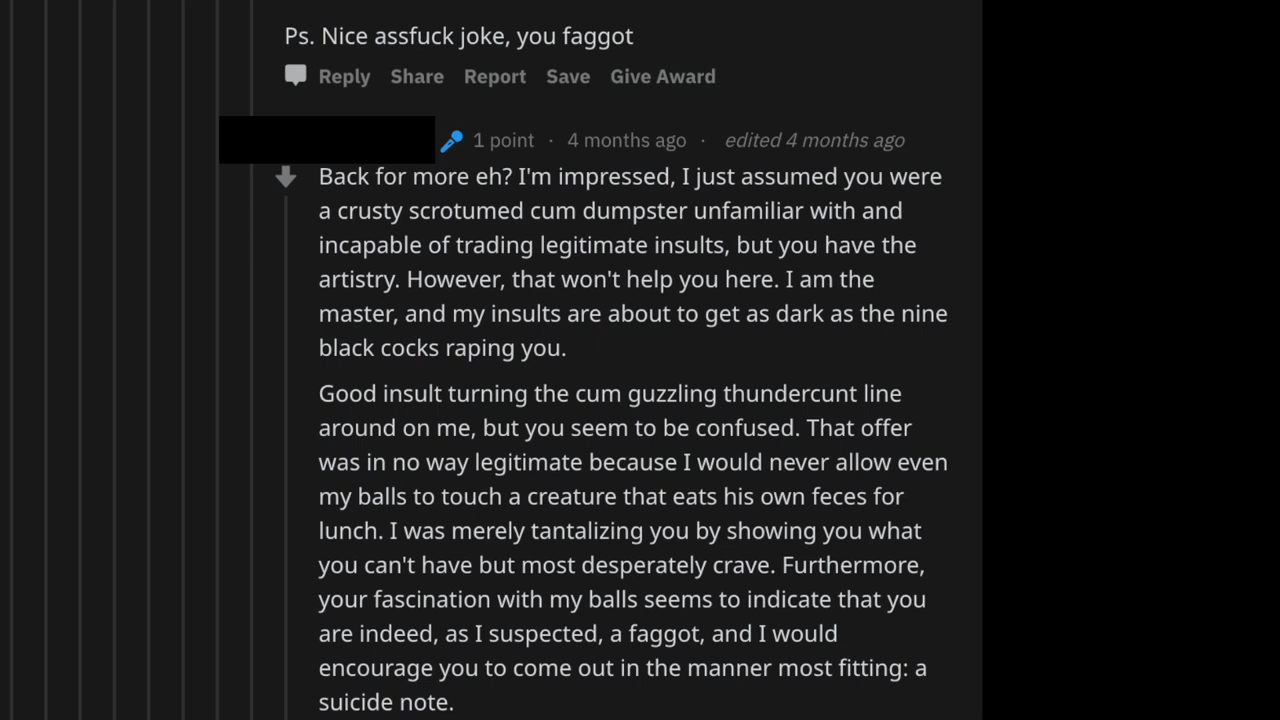 Ps. Nice assfuck joke, you faggot
Reply Share Report Save Give Award
1 point · 4 months ago · edited 4 months ago
Back for more eh? I'm impressed, I just assumed you were
a crusty scrotumed cum dumpster unfamiliar with and
incapable of trading legitimate insults, but you have the
artistry. However, that won't help you here. I am the
master, and my insults are about to get as dark as the nine
black cocks raping you.
Good insult turning the cum guzzling thundercunt line
around on me, but you seem to be confused. That offer
was in no way legitimate because I would never allow even
my balls to touch a creature that eats his own feces for
lunch. I was merely tantalizing you by showing you what
you can't have but most desperately crave. Furthermore,
your fascination with my balls seems to indicate that you
are indeed, as I suspected, a faggot, and I would
encourage you to come out in the manner most fitting: a
suicide note.